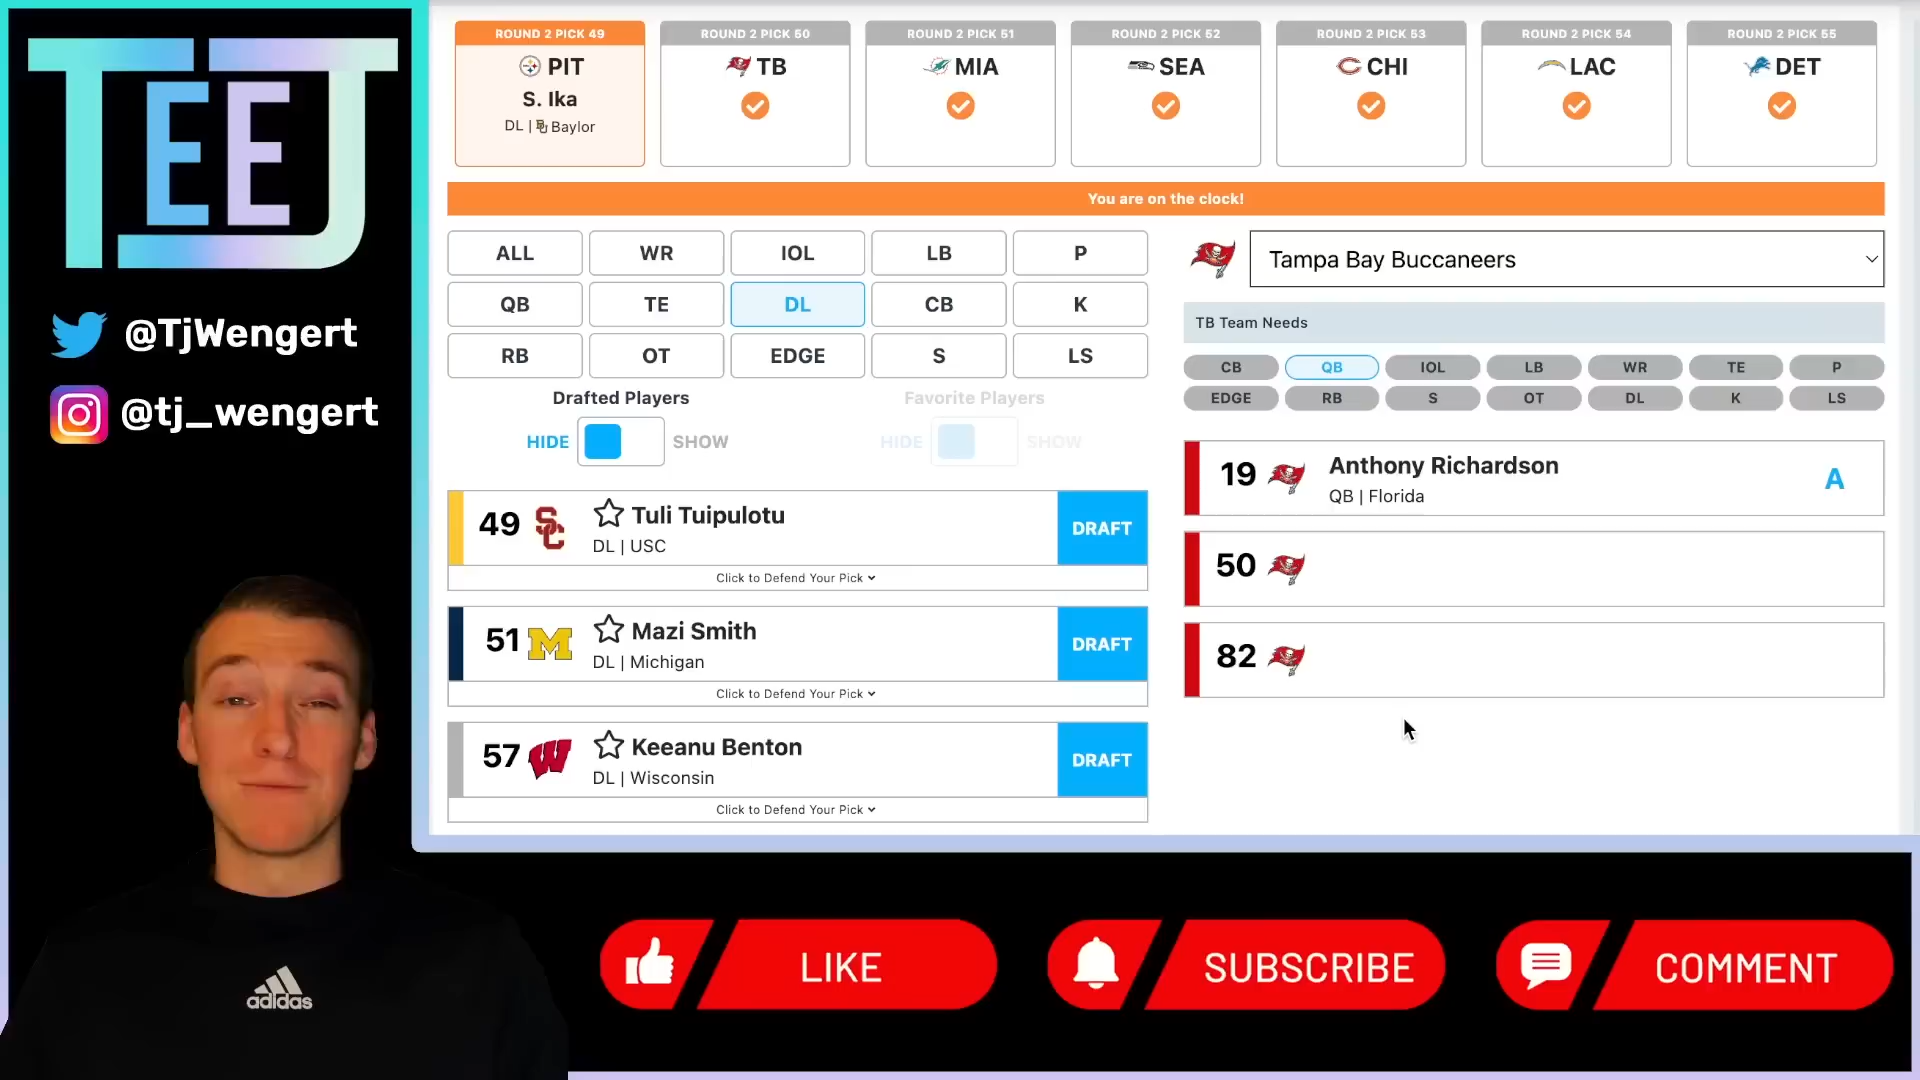 TEEJ
@TjWengert
@tj_wengert
adidas
ROUND 2 PICK 49
PIT
S. Ika
DL | BU Baylor
ROUND 2 PICK 50
TB
ROUND 2 PICK 51
MIA
ROUND 2 PICK 52
SEA
ROUND 2 PICK 53
CHI
ROUND 2 PICK 54
LAC
ROUND 2 PICK 55
DET
You are on the clock!
ALL WR IOL LB P
QB TE DL CB K
RB OT EDGE S LS
Drafted Players
HIDE SHOW
Favorite Players
HIDE SHOW
49 SC Tuli Tuipulotu
DL | USC
DRAFT
Click to Defend Your Pick
51 M Mazi Smith
DL | Michigan
DRAFT
Click to Defend Your Pick
57 W Keeanu Benton
DL | Wisconsin
DRAFT
Click to Defend Your Pick
Tampa Bay Buccaneers
TB Team Needs
CB QB IOL LB WR TE P
EDGE RB S OT DL K LS
19 Anthony Richardson
QB | Florida
A
50
82
LIKE
SUBSCRIBE
COMMENT